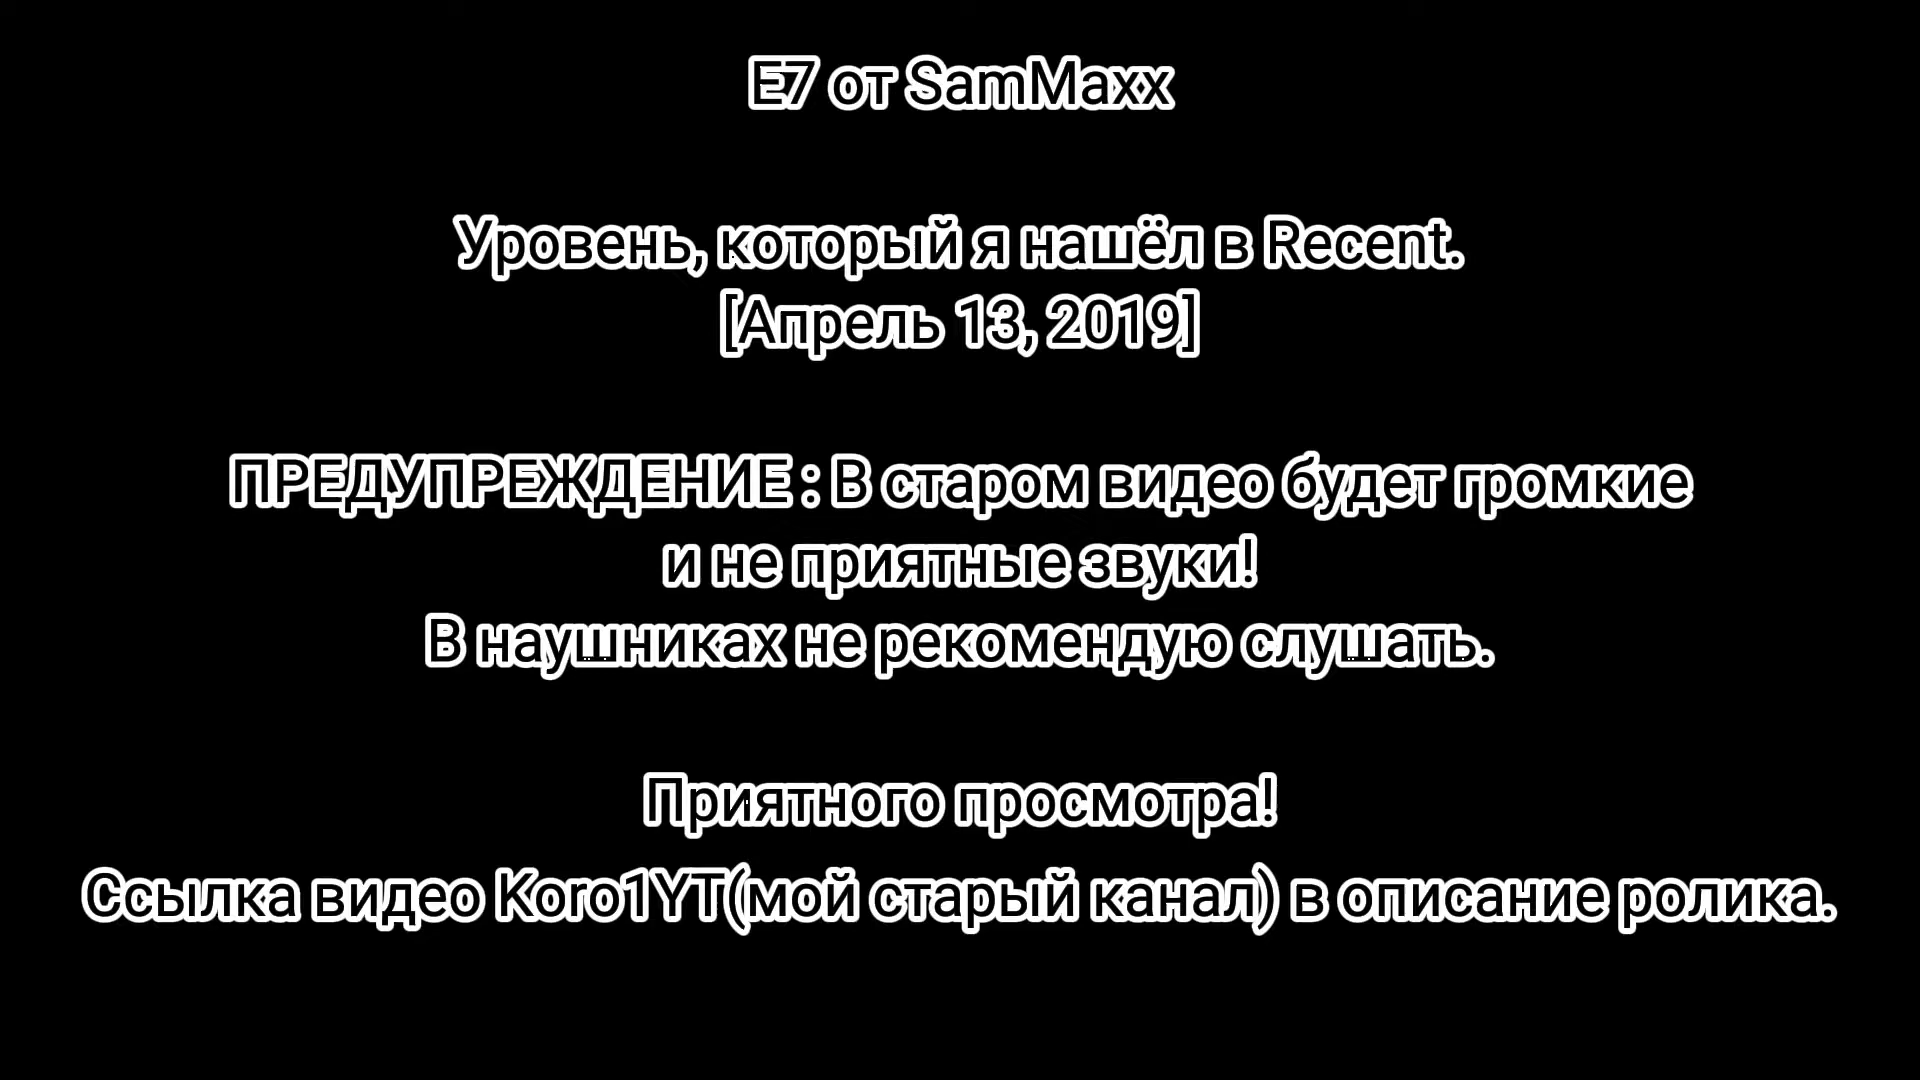 E7 от SamMaxx
Уровень, который я нашёл в Recent.
[Апрель 13, 2019]
ПРЕДУПРЕЖДЕНИЕ : В старом видео будет громкие
и не приятные звуки!
В наушниках не рекомендую слушать.
Приятного просмотра!
Ссылка видео Koro1YT(мой старый канал) в описание ролика.